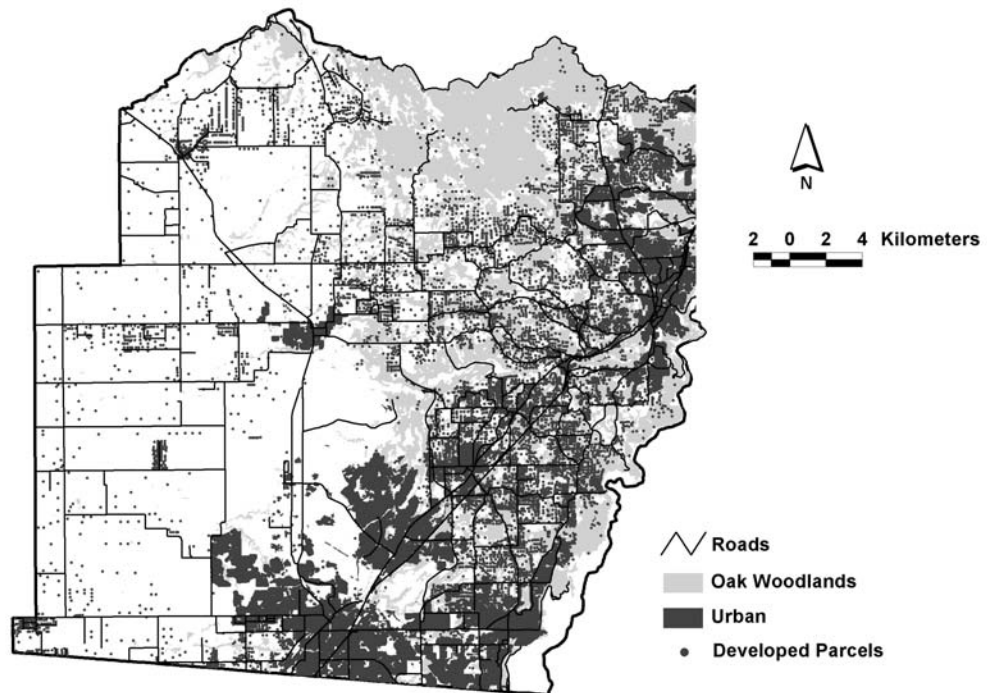 N
2 0 2 4 Kilometers
Roads
Oak Woodlands
Urban
Developed Parcels